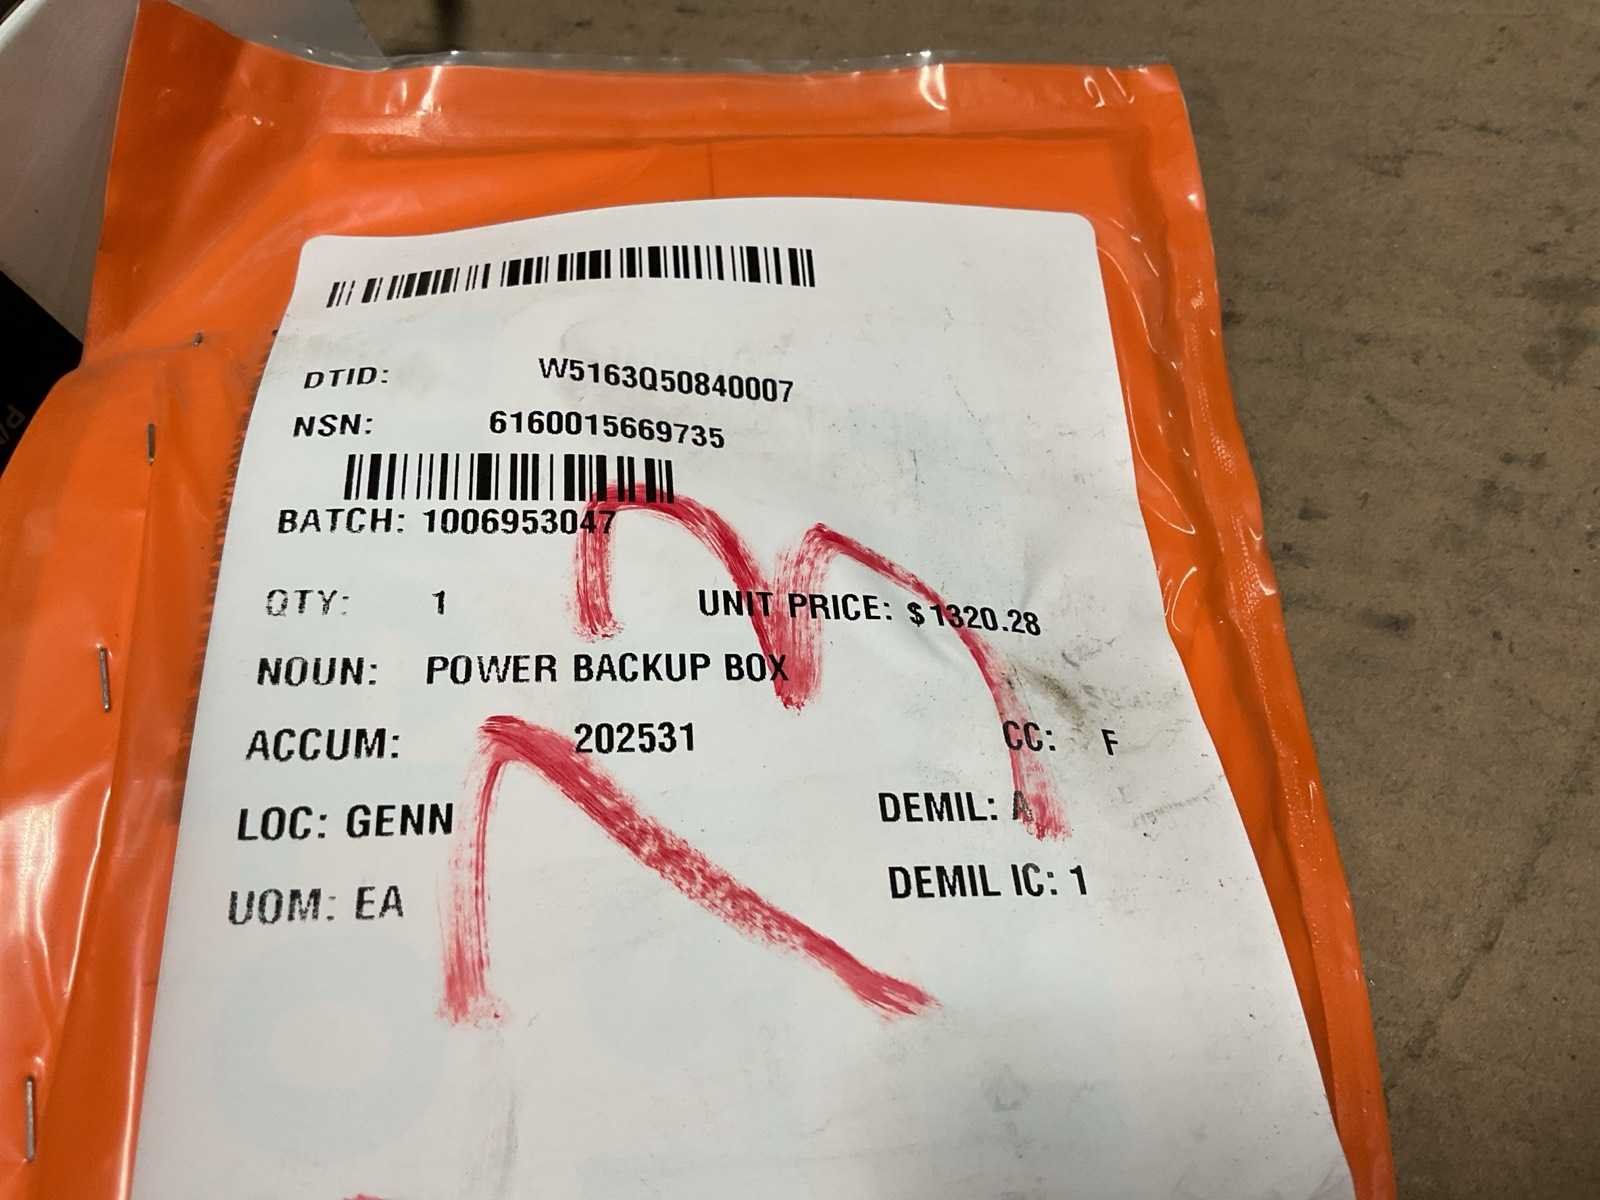 DTID: W5163Q50840007
NSN: 6160015669735
BATCH: 1006953047
QTY: 1 UNIT PRICE: $1320.28
NOUN: POWER BACKUP BOX
ACCUM: 202531 CC: F
LOC: GENN DEMIL: A
UOM: EA DEMIL IC: 1